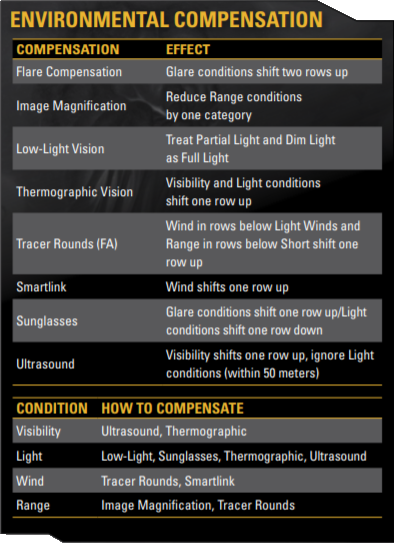 ENVIRONMENTAL COMPENSATION
COMPENSATION EFFECT
Flare Compensation Glare conditions shift two rows up
Image Magnification Reduce Range conditions
by one category
Low-Light Vision Treat Partial Light and Dim Light
as Full Light
Thermographic Vision Visibility and Light conditions
shift one row up
Tracer Rounds (FA) Wind in rows below Light Winds and
Range in rows below Short shift one
row up
Smartlink Wind shifts one row up
Sunglasses Glare conditions shift one row up/Light
conditions shift one row down
Ultrasound Visibility shifts one row up, ignore Light
conditions (within 50 meters)
CONDITION HOW TO COMPENSATE
Visibility Ultrasound, Thermographic
Light Low-Light, Sunglasses, Thermographic, Ultrasound
Wind Tracer Rounds, Smartlink
Range Image Magnification, Tracer Rounds